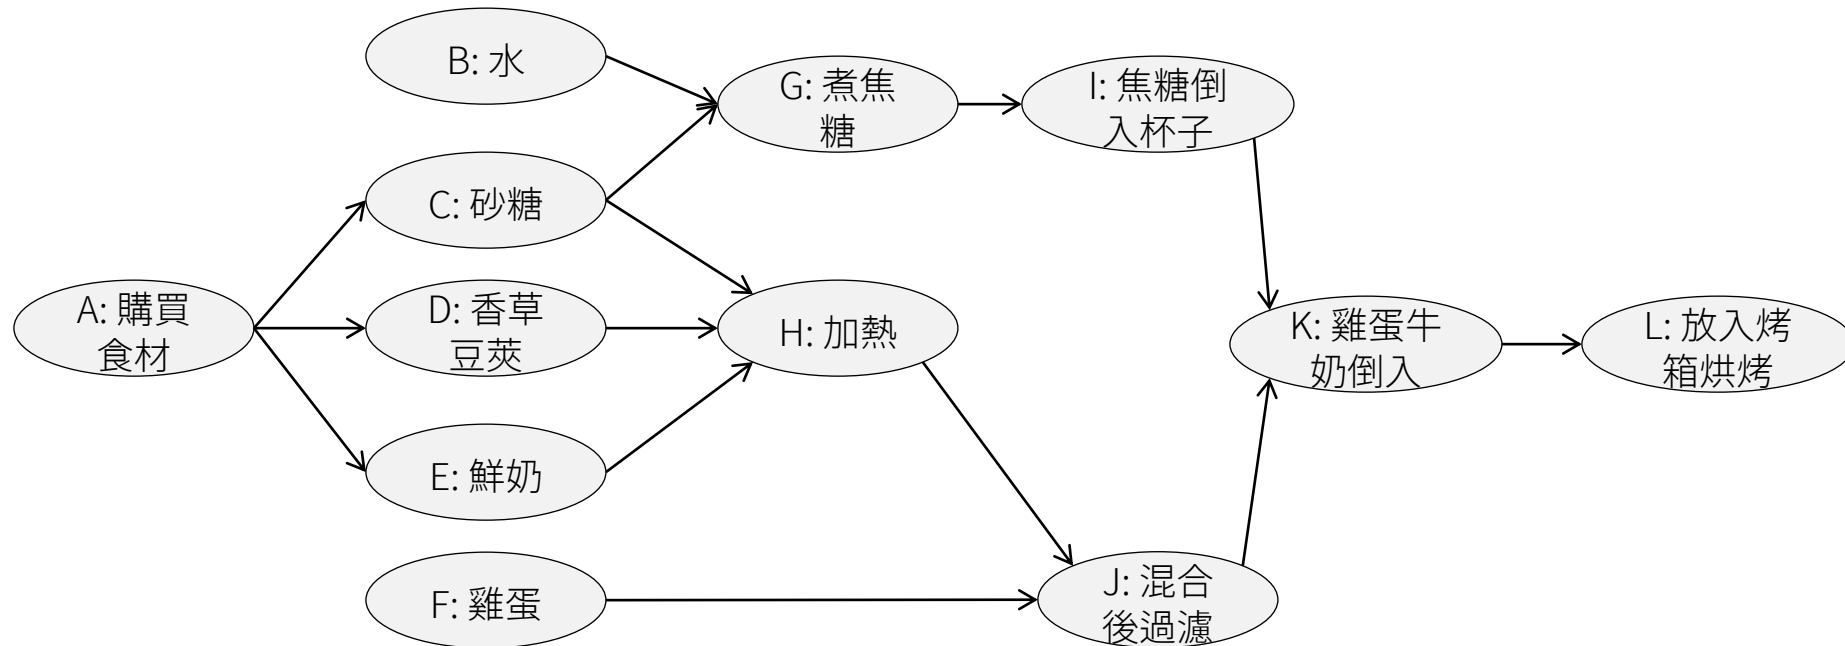 B: 水
G: 煮焦
糖
I: 焦糖倒
入杯子
C: 砂糖
A: 購買
食材
D: 香草
豆莢
H: 加熱
K: 雞蛋牛
奶倒入
L: 放入烤
箱烘烤
E: 鮮奶
F: 雞蛋
J: 混合
後過濾